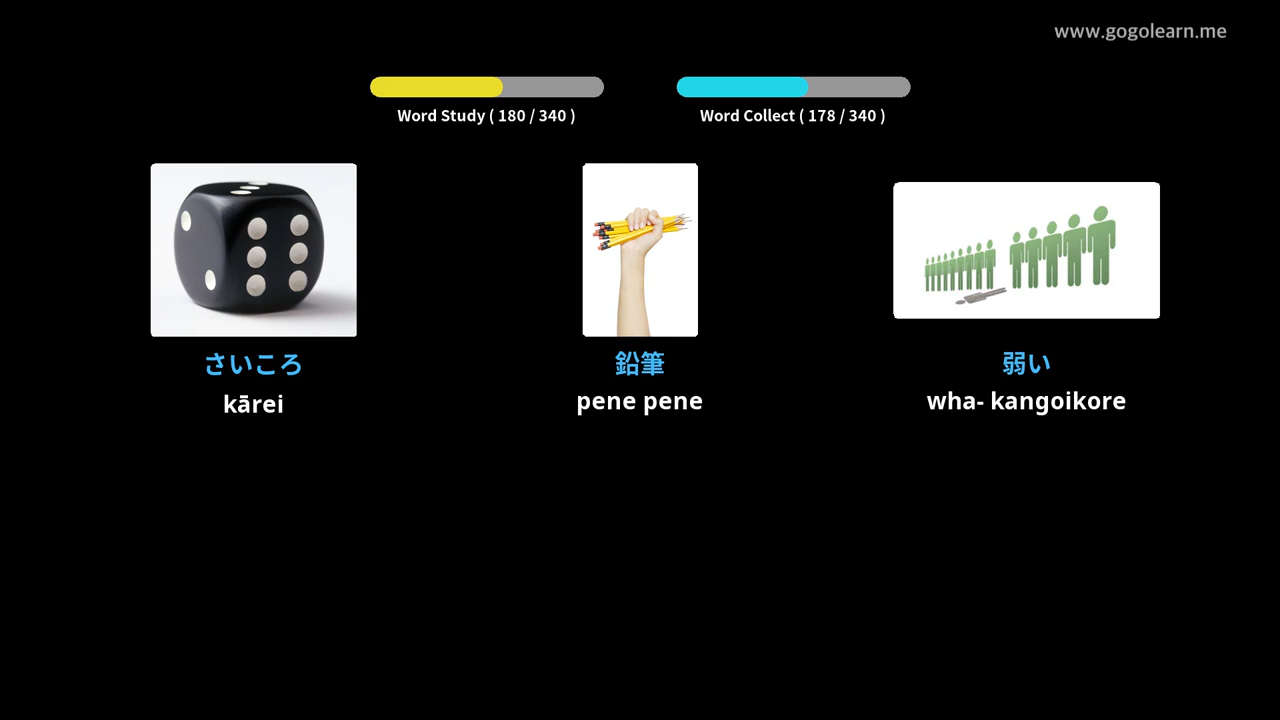 www.gogolearn.me
Word Study ( 180 / 340 )
Word Collect ( 178 / 340 )
さいころ
kārei
鉛筆
pene pene
弱い
wha- kangoikore